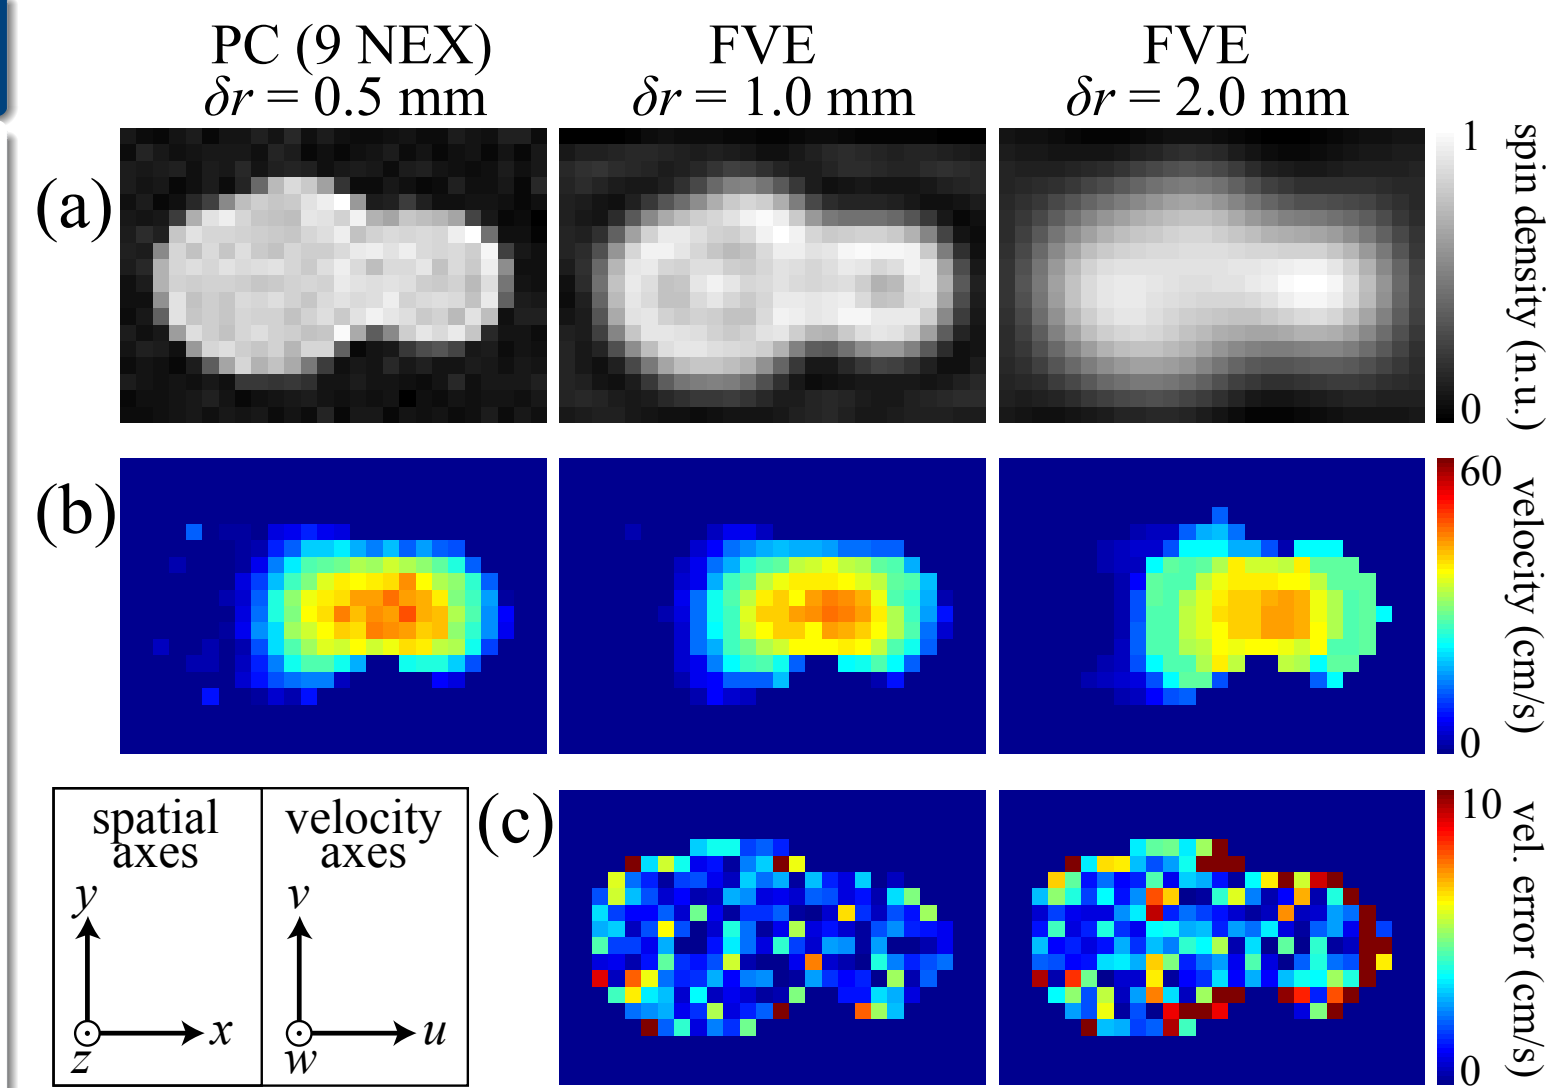 PC (9 NEX)
δr = 0.5 mm
FVE
δr = 1.0 mm
FVE
δr = 2.0 mm
(a)
1
0
spin density (n.u.)
(b)
60
0
velocity (cm/s)
(c)
10
0
vel. error (cm/s)
spatial
axes
y
x
z
velocity
axes
v
u
w